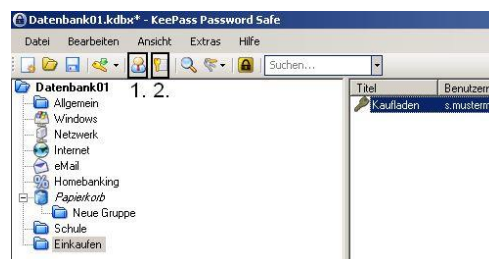 Datenbank01.kdbx* - KeePass Password Safe
Datei Bearbeiten Ansicht Extras Hilfe
Suchen...
1. 2.
Datenbank01
Allgemein
Windows
Netzwerk
Internet
eMail
Homebanking
Papierkorb
Neue Gruppe
Schule
Einkaufen
Titel Benutzern
Kaufladen s.musterm